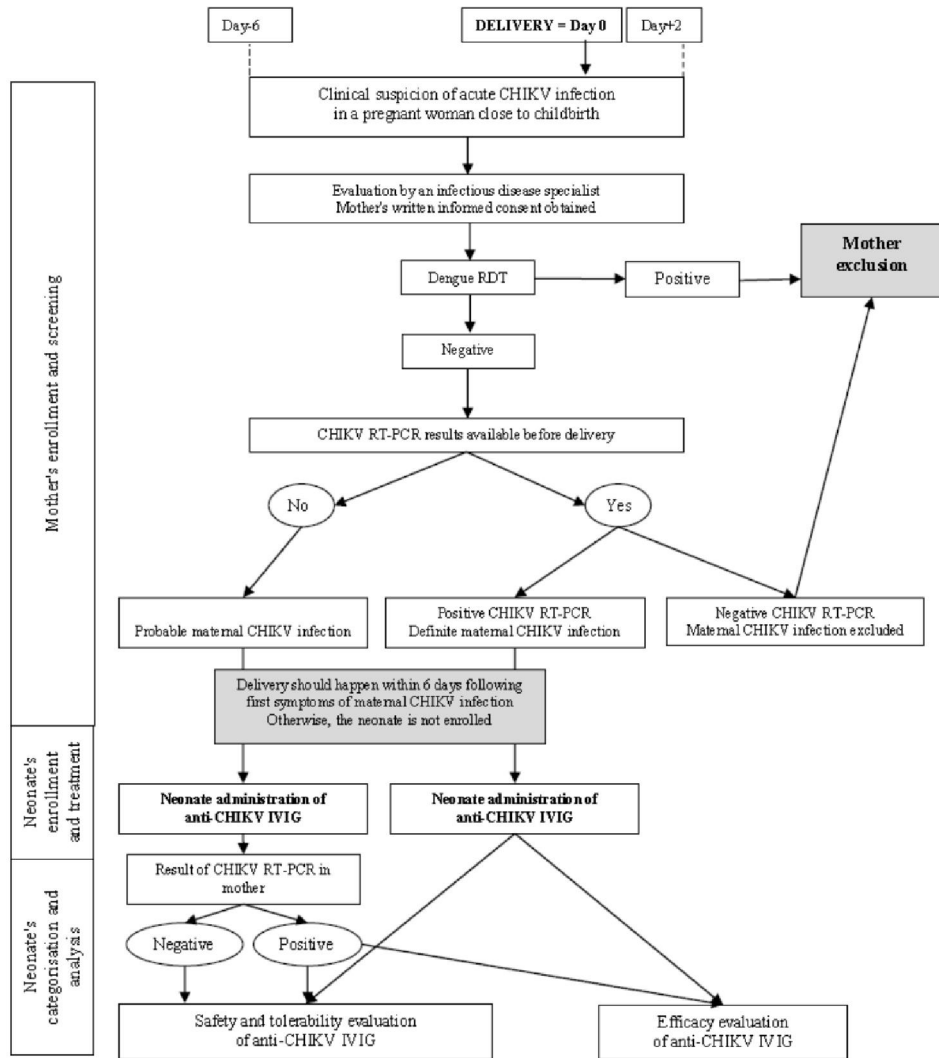 Day-6
DELIVERY = Day 0
Day+2
Clinical suspicion of acute CHIKV infection
in a pregnant woman close to childbirth
Evaluation by an infectious disease specialist
Mother's written informed consent obtained
Mother
exclusion
Dengue RDT
Positive
Negative
CHIKV RT-PCR results available before delivery
No
Yes
Probable maternal CHIKV infection
Positive CHIKV RT-PCR
Definite maternal CHIKV infection
Negative CHIKV RT-PCR
Maternal CHIKV infection excluded
Delivery should happen within 6 days following
first symptoms of maternal CHIKV infection
Otherwise, the neonate is not enrolled
Mother's enrollment and screening
Neonate administration of
anti-CHIKV IVIG
Neonate administration of
anti-CHIKV IVIG
Neonate's
enrollment
and treatment
Result of CHIKV RT-PCR in
mother
Negative
Positive
Safety and tolerability evaluation
of anti-CHIKV IVIG
Efficacy evaluation
of anti-CHIKV IVIG
Neonate's
categorisation and
analysis